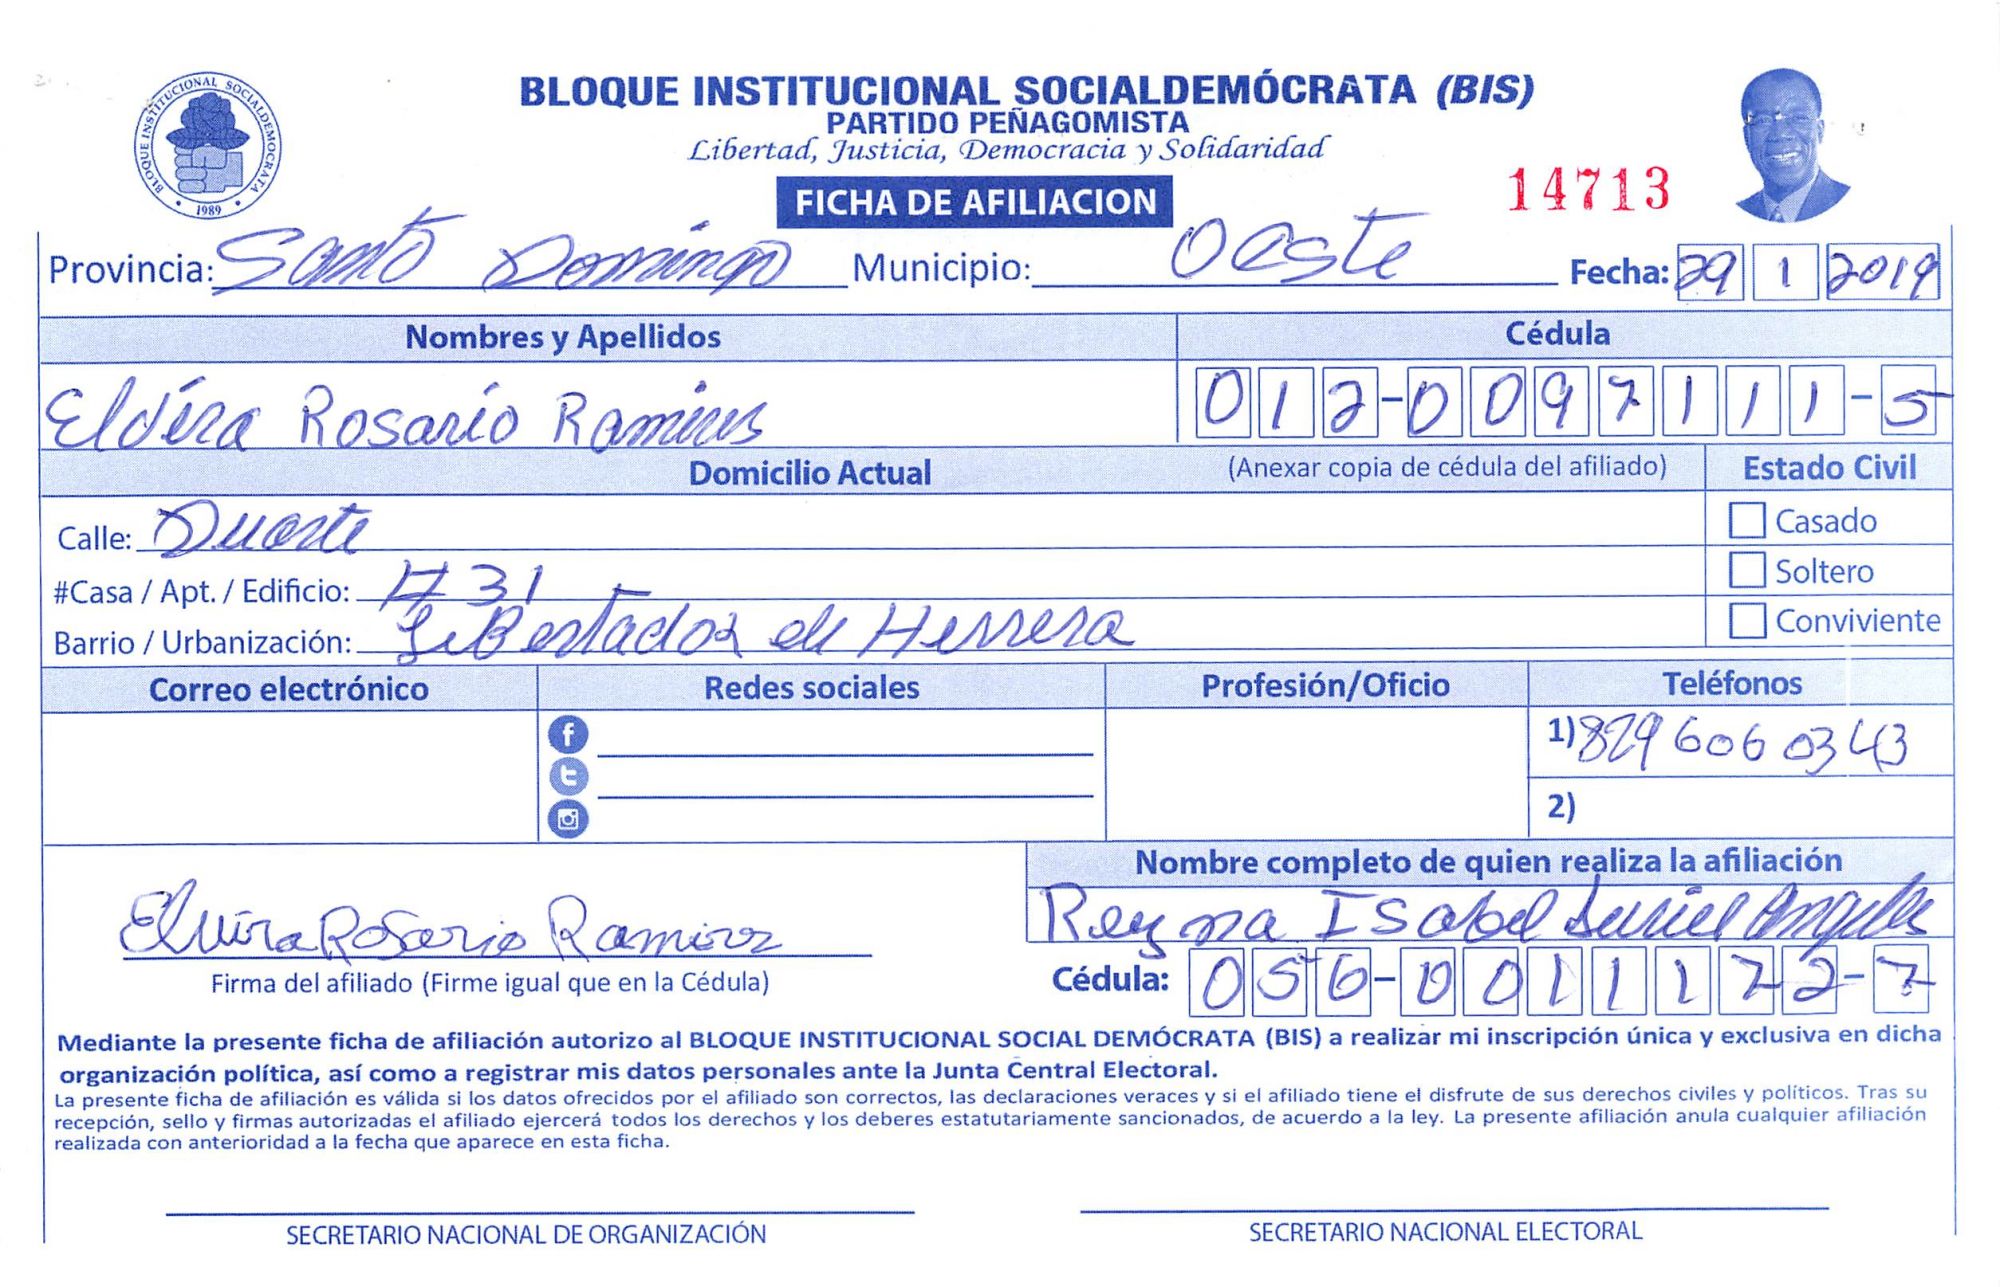 BLOQUE INSTITUCIONAL SOCIALDEMÓCRATA (BIS)
PARTIDO PEÑAGOMISTA
Libertad, Justicia, Democracia y Solidaridad
BLOQUE INSTITUCIONAL SOCIALDEMOCRATA
1989
FICHA DE AFILIACION
14713
Provincia: Santo Domingo Municipio: Oeste Fecha: 29 1 2019
Nombres y Apellidos Cédula
Elvira Rosario Ramires 012-0097111-5
Domicilio Actual (Anexar copia de cédula del afiliado) Estado Civil
Calle: Duarte Casado
#Casa / Apt. / Edificio: # 31 Soltero
Barrio / Urbanización: Libertador de Herrera Conviviente
Correo electrónico Redes sociales Profesión/Oficio Teléfonos
1) 829 606 0343
2)
Nombre completo de quien realiza la afiliación
Reyna Isabel
Elvira Rosario Ramirez
Firma del afiliado (Firme igual que en la Cédula) Cédula: 056-0011172-7
Mediante la presente ficha de afiliación autorizo al BLOQUE INSTITUCIONAL SOCIAL DEMÓCRATA (BIS) a realizar mi inscripción única y exclusiva en dicha
organización política, así como a registrar mis datos personales ante la Junta Central Electoral.
La presente ficha de afiliación es válida si los datos ofrecidos por el afiliado son correctos, las declaraciones veraces y si el afiliado tiene el disfrute de sus derechos civiles y políticos. Tras su
recepción, sello y firmas autorizadas el afiliado ejercerá todos los derechos y los deberes estatutariamente sancionados, de acuerdo a la ley. La presente afiliación anula cualquier afiliación
realizada con anterioridad a la fecha que aparece en esta ficha.
SECRETARIO NACIONAL DE ORGANIZACIÓN SECRETARIO NACIONAL ELECTORAL